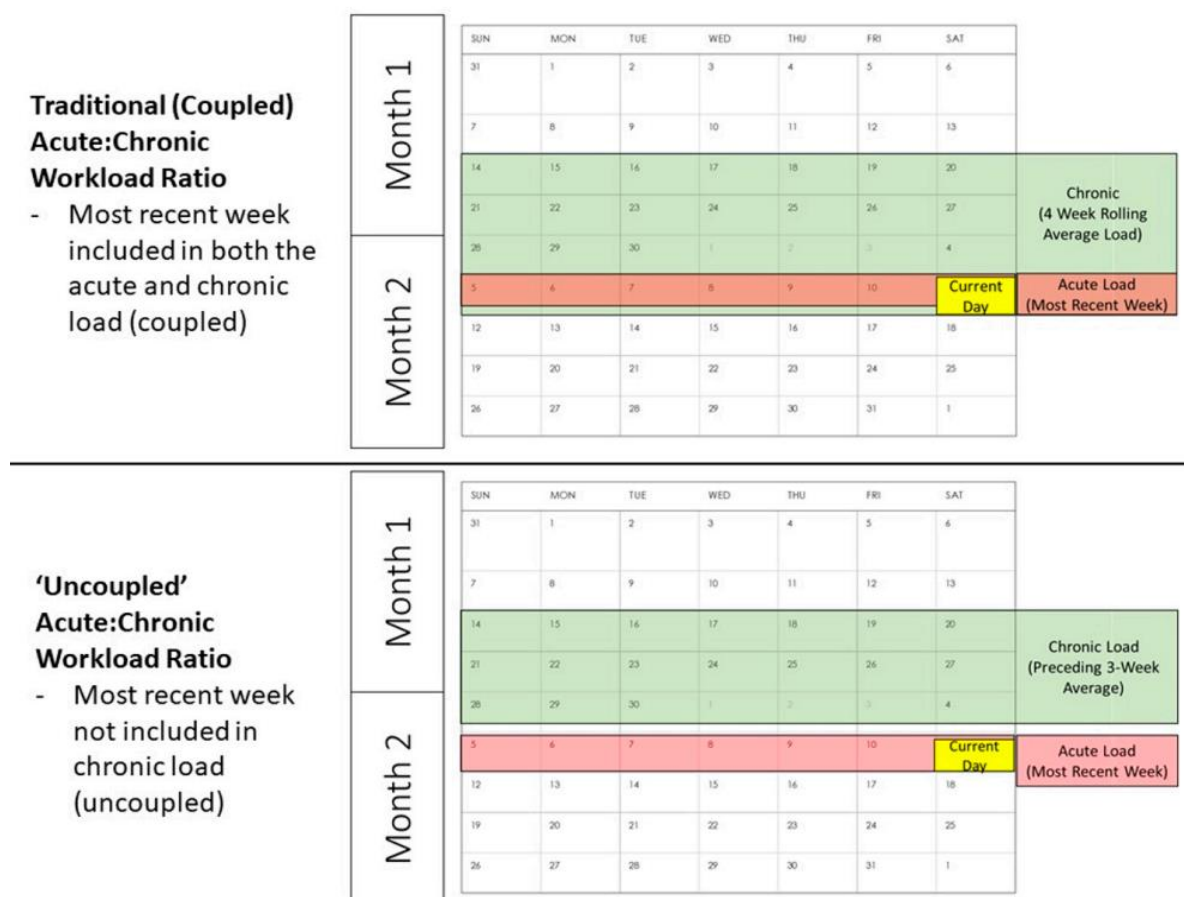 Traditional (Coupled)
Acute:Chronic
Workload Ratio
- Most recent week
included in both the
acute and chronic
load (coupled)
Month 1
Month 2
SUN MON TUE WED THU FRI SAT
31 1 2 3 4 5 6
7 8 9 10 11 12 13
14 15 16 17 18 19 20
21 22 23 24 25 26 27
28 29 30 1 2 3 4
5 6 7 8 9 10 Current
Day
12 13 14 15 16 17 18
19 20 21 22 23 24 25
26 27 28 29 30 31 1
Chronic
(4 Week Rolling
Average Load)
Acute Load
(Most Recent Week)
‘Uncoupled’
Acute:Chronic
Workload Ratio
- Most recent week
not included in
chronic load
(uncoupled)
Month 1
Month 2
SUN MON TUE WED THU FRI SAT
31 1 2 3 4 5 6
7 8 9 10 11 12 13
14 15 16 17 18 19 20
21 22 23 24 25 26 27
28 29 30 1 2 3 4
5 6 7 8 9 10 Current
Day
12 13 14 15 16 17 18
19 20 21 22 23 24 25
26 27 28 29 30 31 1
Chronic Load
(Preceding 3-Week
Average)
Acute Load
(Most Recent Week)